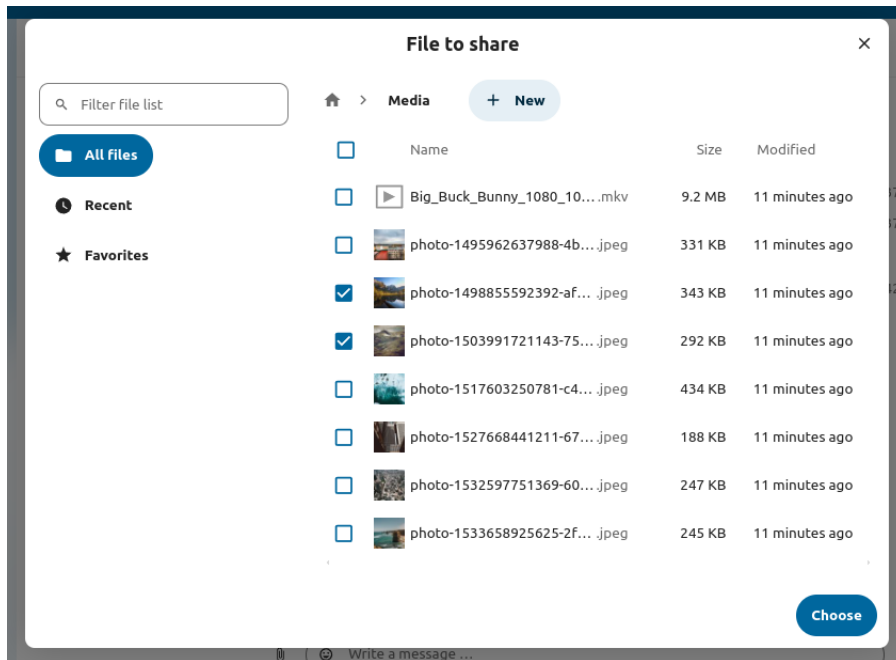 File to share
Filter file list
All files
Recent
Favorites
Media
+ New
Name Size Modified
Big_Buck_Bunny_1080_10... .mkv 9.2 MB 11 minutes ago
photo-1495962637988-4b... .jpeg 331 KB 11 minutes ago
photo-1498855592392-af... .jpeg 343 KB 11 minutes ago
photo-1503991721143-75... .jpeg 292 KB 11 minutes ago
photo-1517603250781-c4... .jpeg 434 KB 11 minutes ago
photo-1527668441211-67... .jpeg 188 KB 11 minutes ago
photo-1532597751369-60... .jpeg 247 KB 11 minutes ago
photo-1533658925625-2f... .jpeg 245 KB 11 minutes ago
Choose
Write a message ...